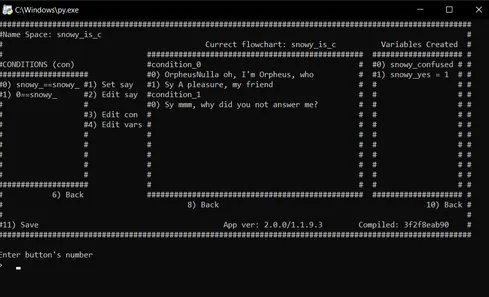 C:\Windows\py.exe
#Name Space: snowy_is_c
Currect flowchart: snowy_is_c
Variables Created
#CONDITIONS (con)
#condition_0
#0) snowy_confused #
#0) OrpheusNulla oh, I'm Orpheus, who
#1) snowy_yes = 1
#0) snowy_==snowy_ #1) Set say
#1) Sy A pleasure, my friend
#1) 0==snowy_
#2) Edit say
#condition_1
#0) Sy mmm, why did you not answer me?
#3) Edit con
#4) Edit vars
6) Back
8) Back
10) Back
#11) Save
App ver: 2.0.0/1.1.9.3
Compiled: 3f2f8eab90
Enter button's number
>